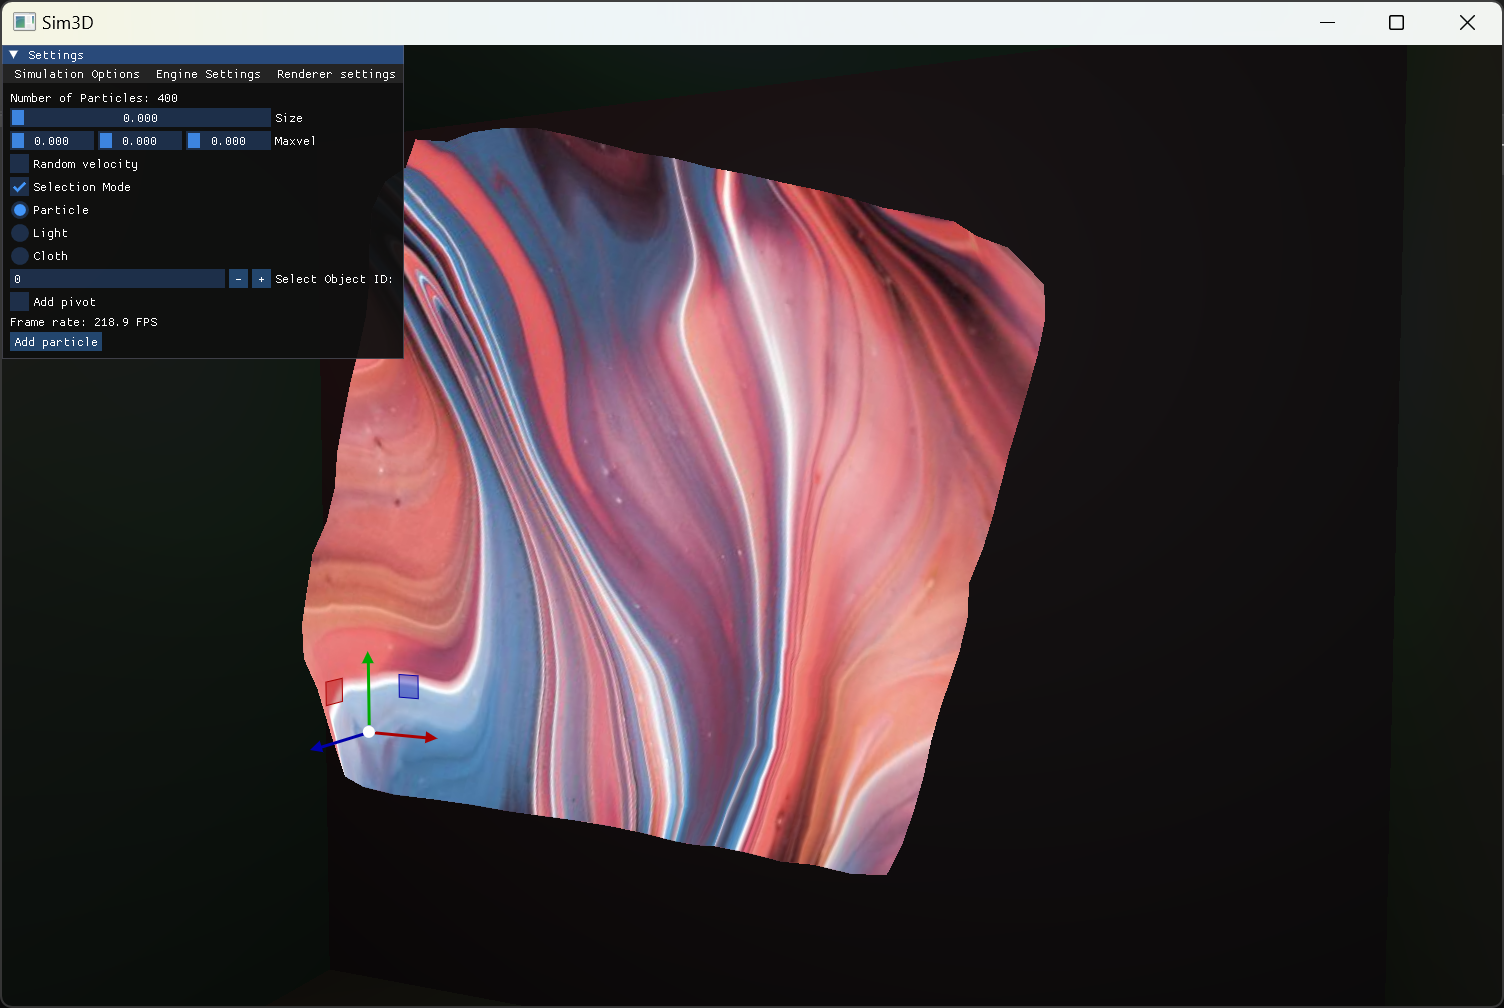 Sim3D
Settings
Simulation Options Engine Settings Renderer settings
Number of Particles: 400
0.000 Size
0.000 0.000 0.000 Maxvel
Random velocity
Selection Mode
Particle
Light
Cloth
0 - + Select Object ID:
Add pivot
Frame rate: 218.9 FPS
Add particle